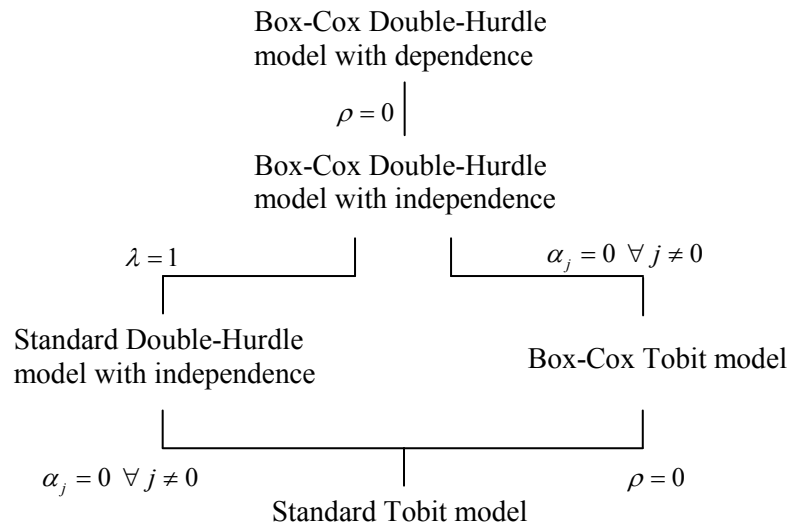 Box-Cox Double-Hurdle
model with dependence
ρ = 0
Box-Cox Double-Hurdle
model with independence
λ = 1
α_j = 0 ∀ j ≠ 0
Standard Double-Hurdle
model with independence
Box-Cox Tobit model
α_j = 0 ∀ j ≠ 0
ρ = 0
Standard Tobit model